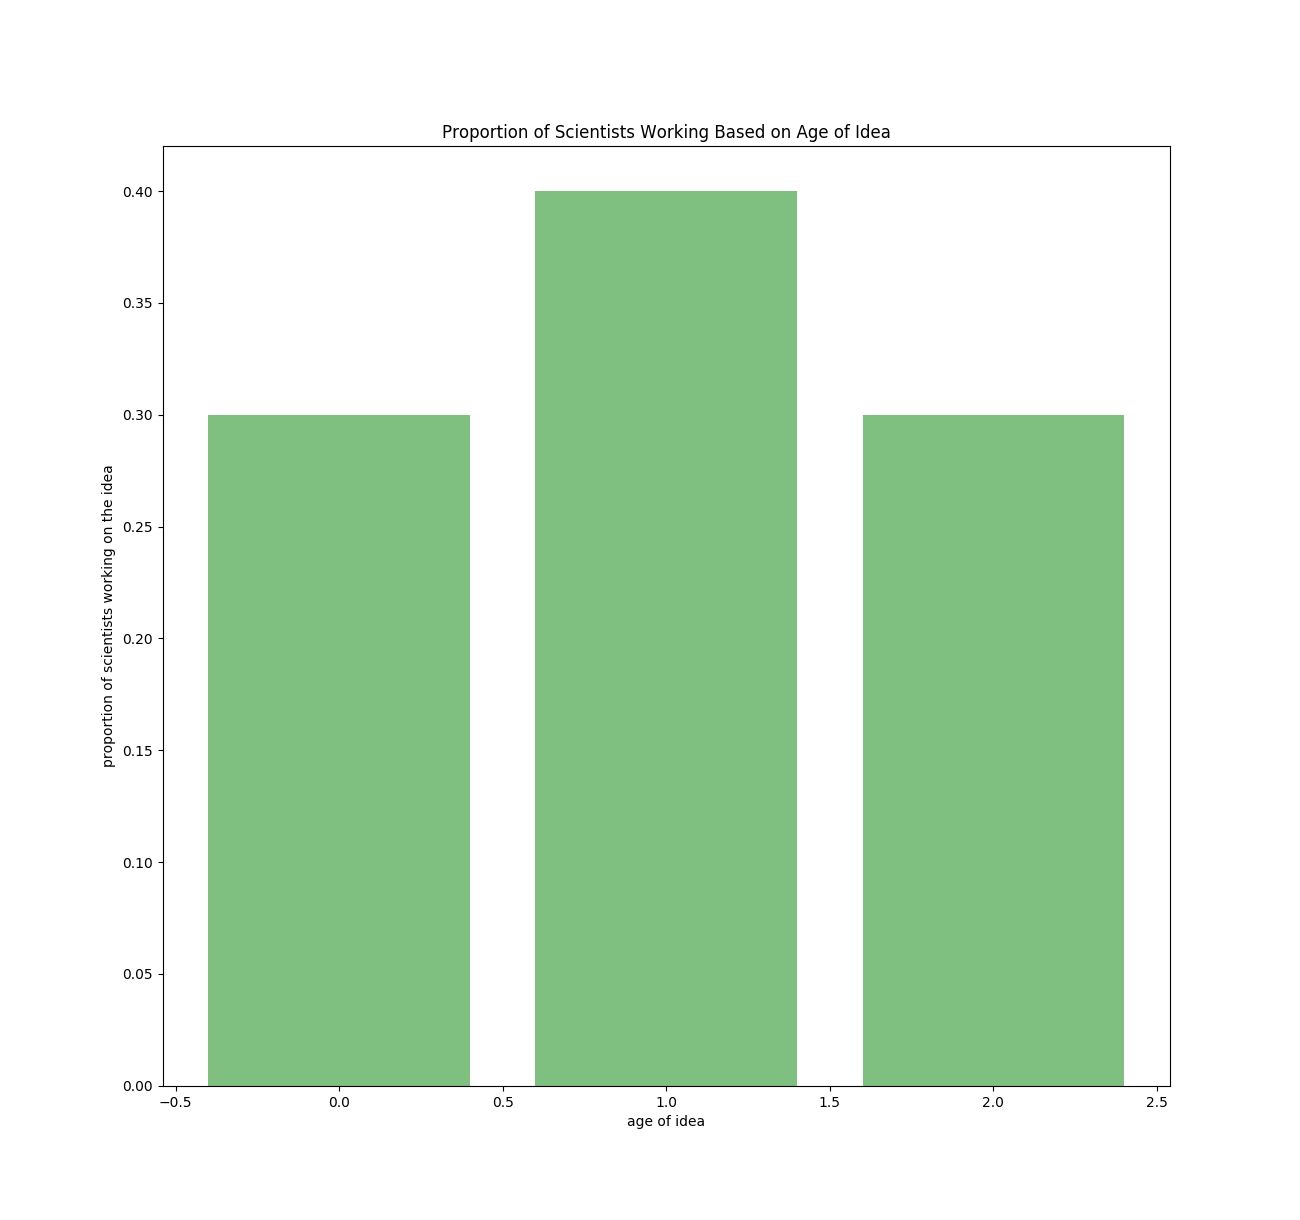 Proportion of Scientists Working Based on Age of Idea
0.40
0.35
0.30
0.25
0.20
0.15
0.10
0.05
0.00
proportion of scientists working on the idea
−0.5 0.0 0.5 1.0 1.5 2.0 2.5
age of idea